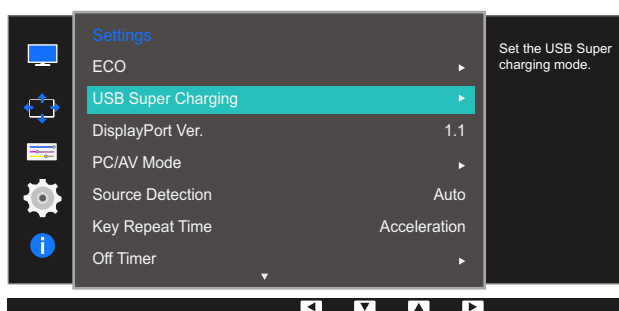 Settings
ECO
USB Super Charging
DisplayPort Ver. 1.1
PC/AV Mode
Source Detection Auto
Key Repeat Time Acceleration
Off Timer
Set the USB Super
charging mode.
i